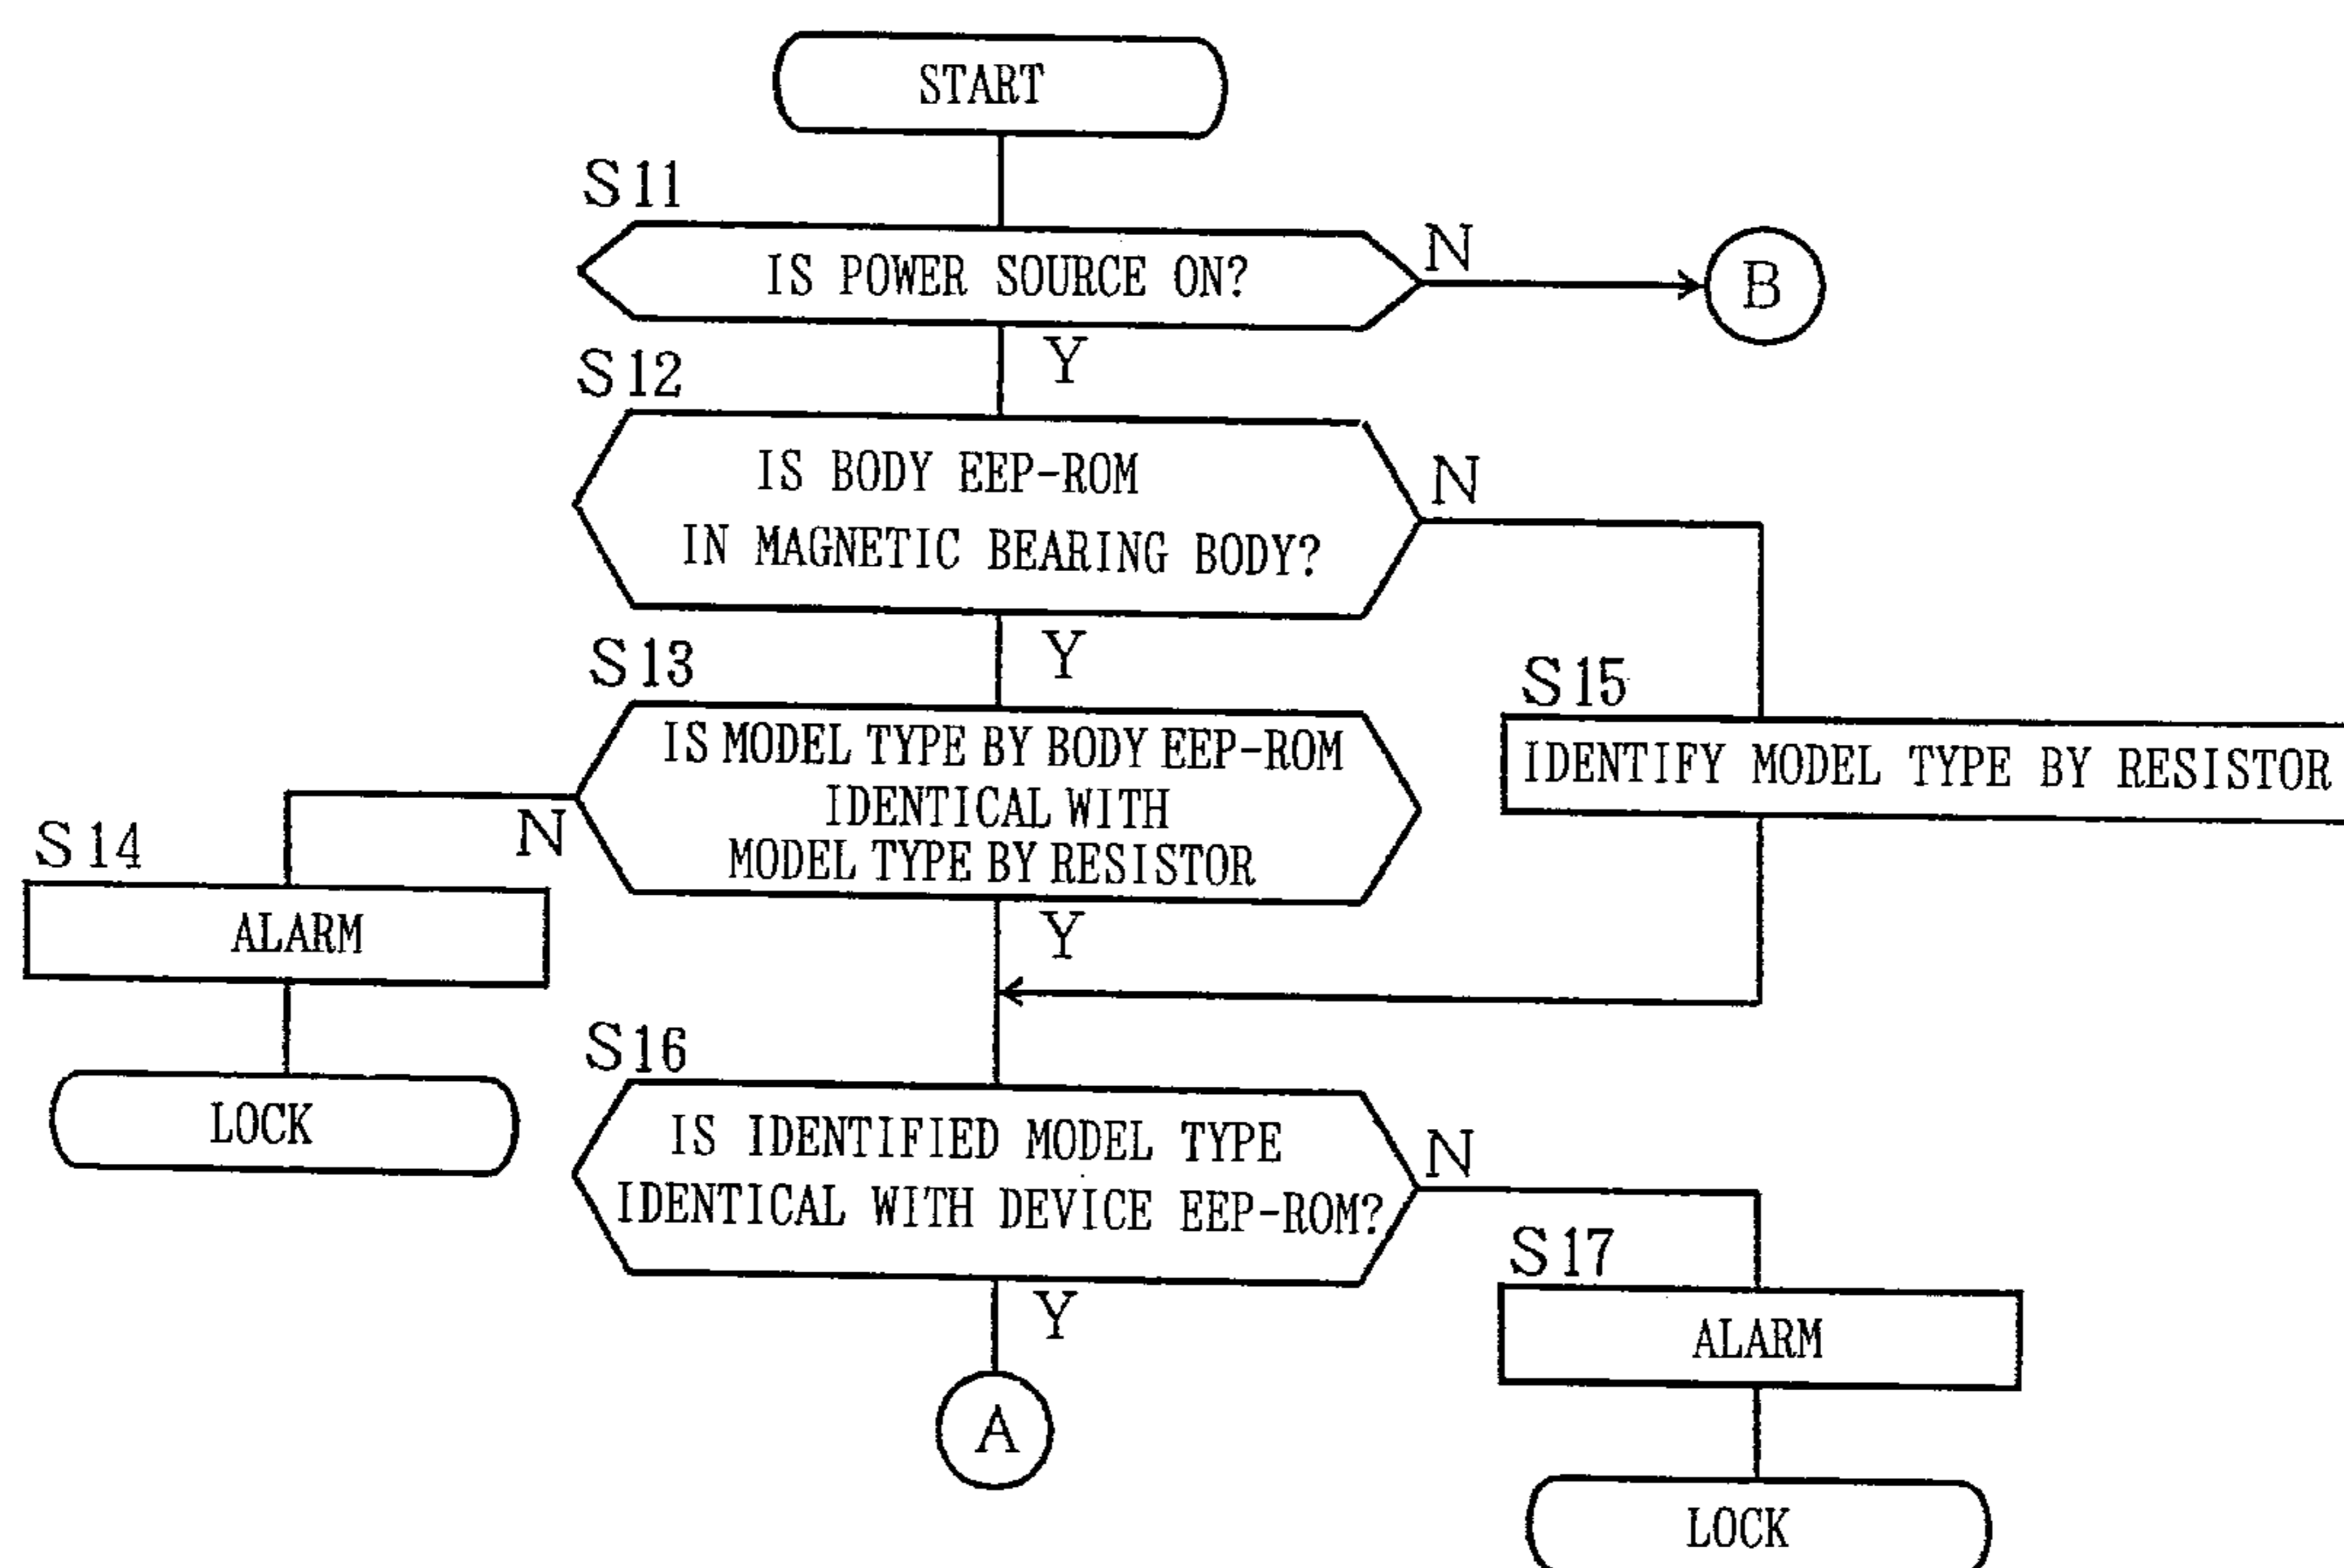 START
S11
IS POWER SOURCE ON?
N
B
Y
S12
IS BODY EEP-ROM
IN MAGNETIC BEARING BODY?
N
Y
S13
IS MODEL TYPE BY BODY EEP-ROM
IDENTICAL WITH
MODEL TYPE BY RESISTOR
N
Y
S15
IDENTIFY MODEL TYPE BY RESISTOR
S14
ALARM
LOCK
S16
IS IDENTIFIED MODEL TYPE
IDENTICAL WITH DEVICE EEP-ROM?
N
Y
A
S17
ALARM
LOCK